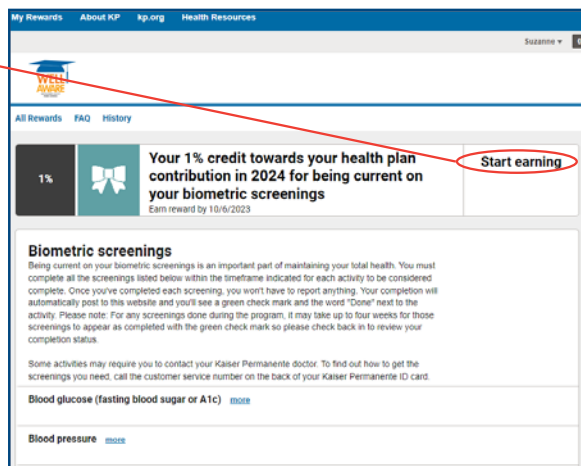 My Rewards About KP kp.org Health Resources
Suzanne
WELL
AWARE
All Rewards FAQ History
1%
Your 1% credit towards your health plan
contribution in 2024 for being current on
your biometric screenings
Earn reward by 10/6/2023
Start earning
Biometric screenings
Being current on your biometric screenings is an important part of maintaining your total health. You must
complete all the screenings listed below within the timeframe indicated for each activity to be considered
complete. Once you've completed each screening, you won't have to report anything. Your completion will
automatically post to this website and you'll see a green check mark and the word "Done" next to the
activity. Please note: For any screenings done during the program, it may take up to four weeks for those
screenings to appear as completed with the green check mark so please check back in to review your
completion status.
Some activities may require you to contact your Kaiser Permanente doctor. To find out how to get the
screenings you need, call the customer service number on the back of your Kaiser Permanente ID card.
Blood glucose (fasting blood sugar or A1c) more
Blood pressure more